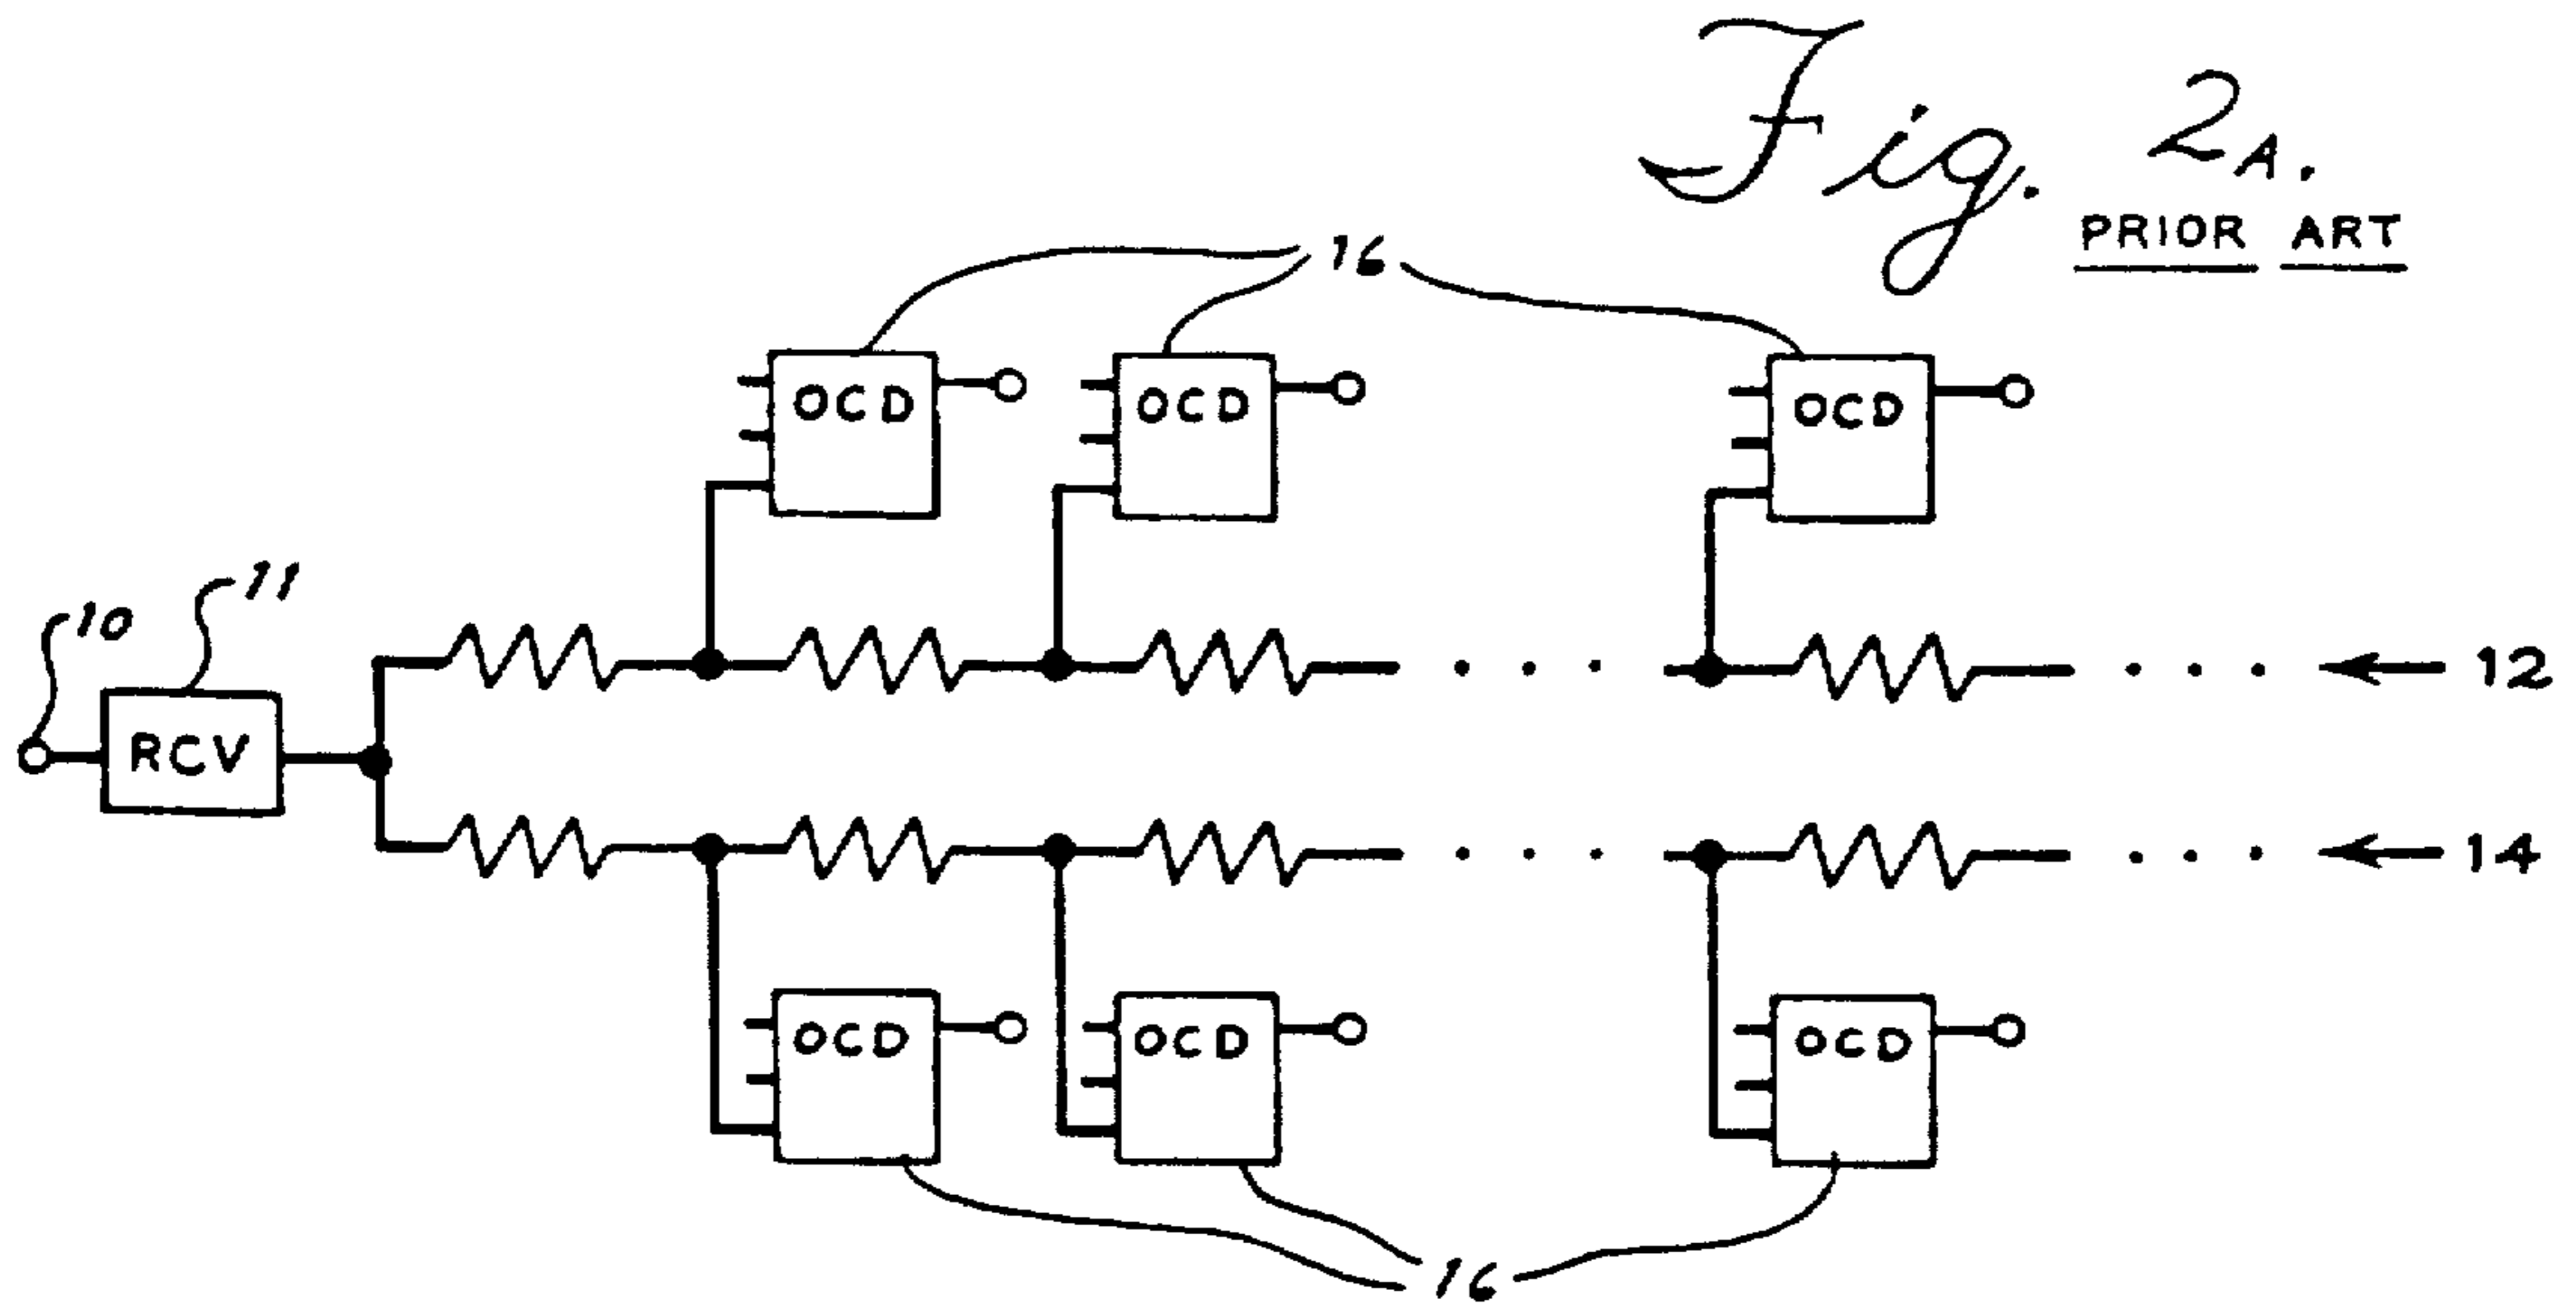 Fig. 2A.
PRIOR ART
16
OCD OCD OCD
11
10
12
RCV
14
OCD OCD OCD
16